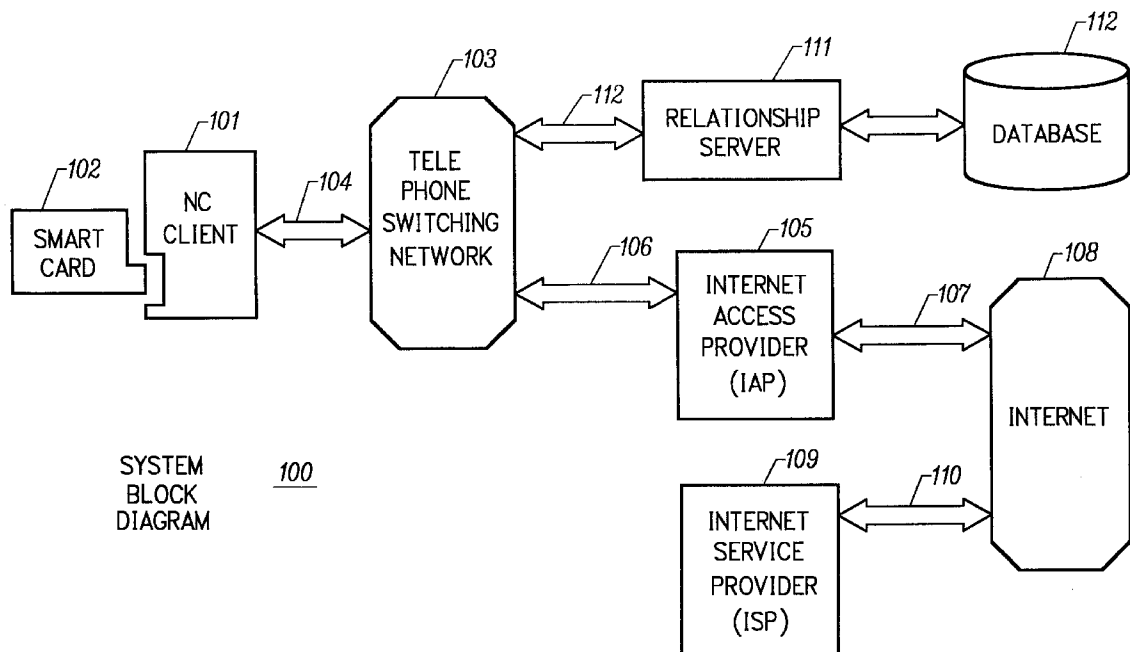 112
111
103
112
RELATIONSHIP
SERVER
DATABASE
101
102
NC
CLIENT
104
SMART
CARD
TELE
PHONE
SWITCHING
NETWORK
106
105
108
INTERNET
ACCESS
PROVIDER
(IAP)
107
INTERNET
SYSTEM
BLOCK
DIAGRAM
100
109
110
INTERNET
SERVICE
PROVIDER
(ISP)